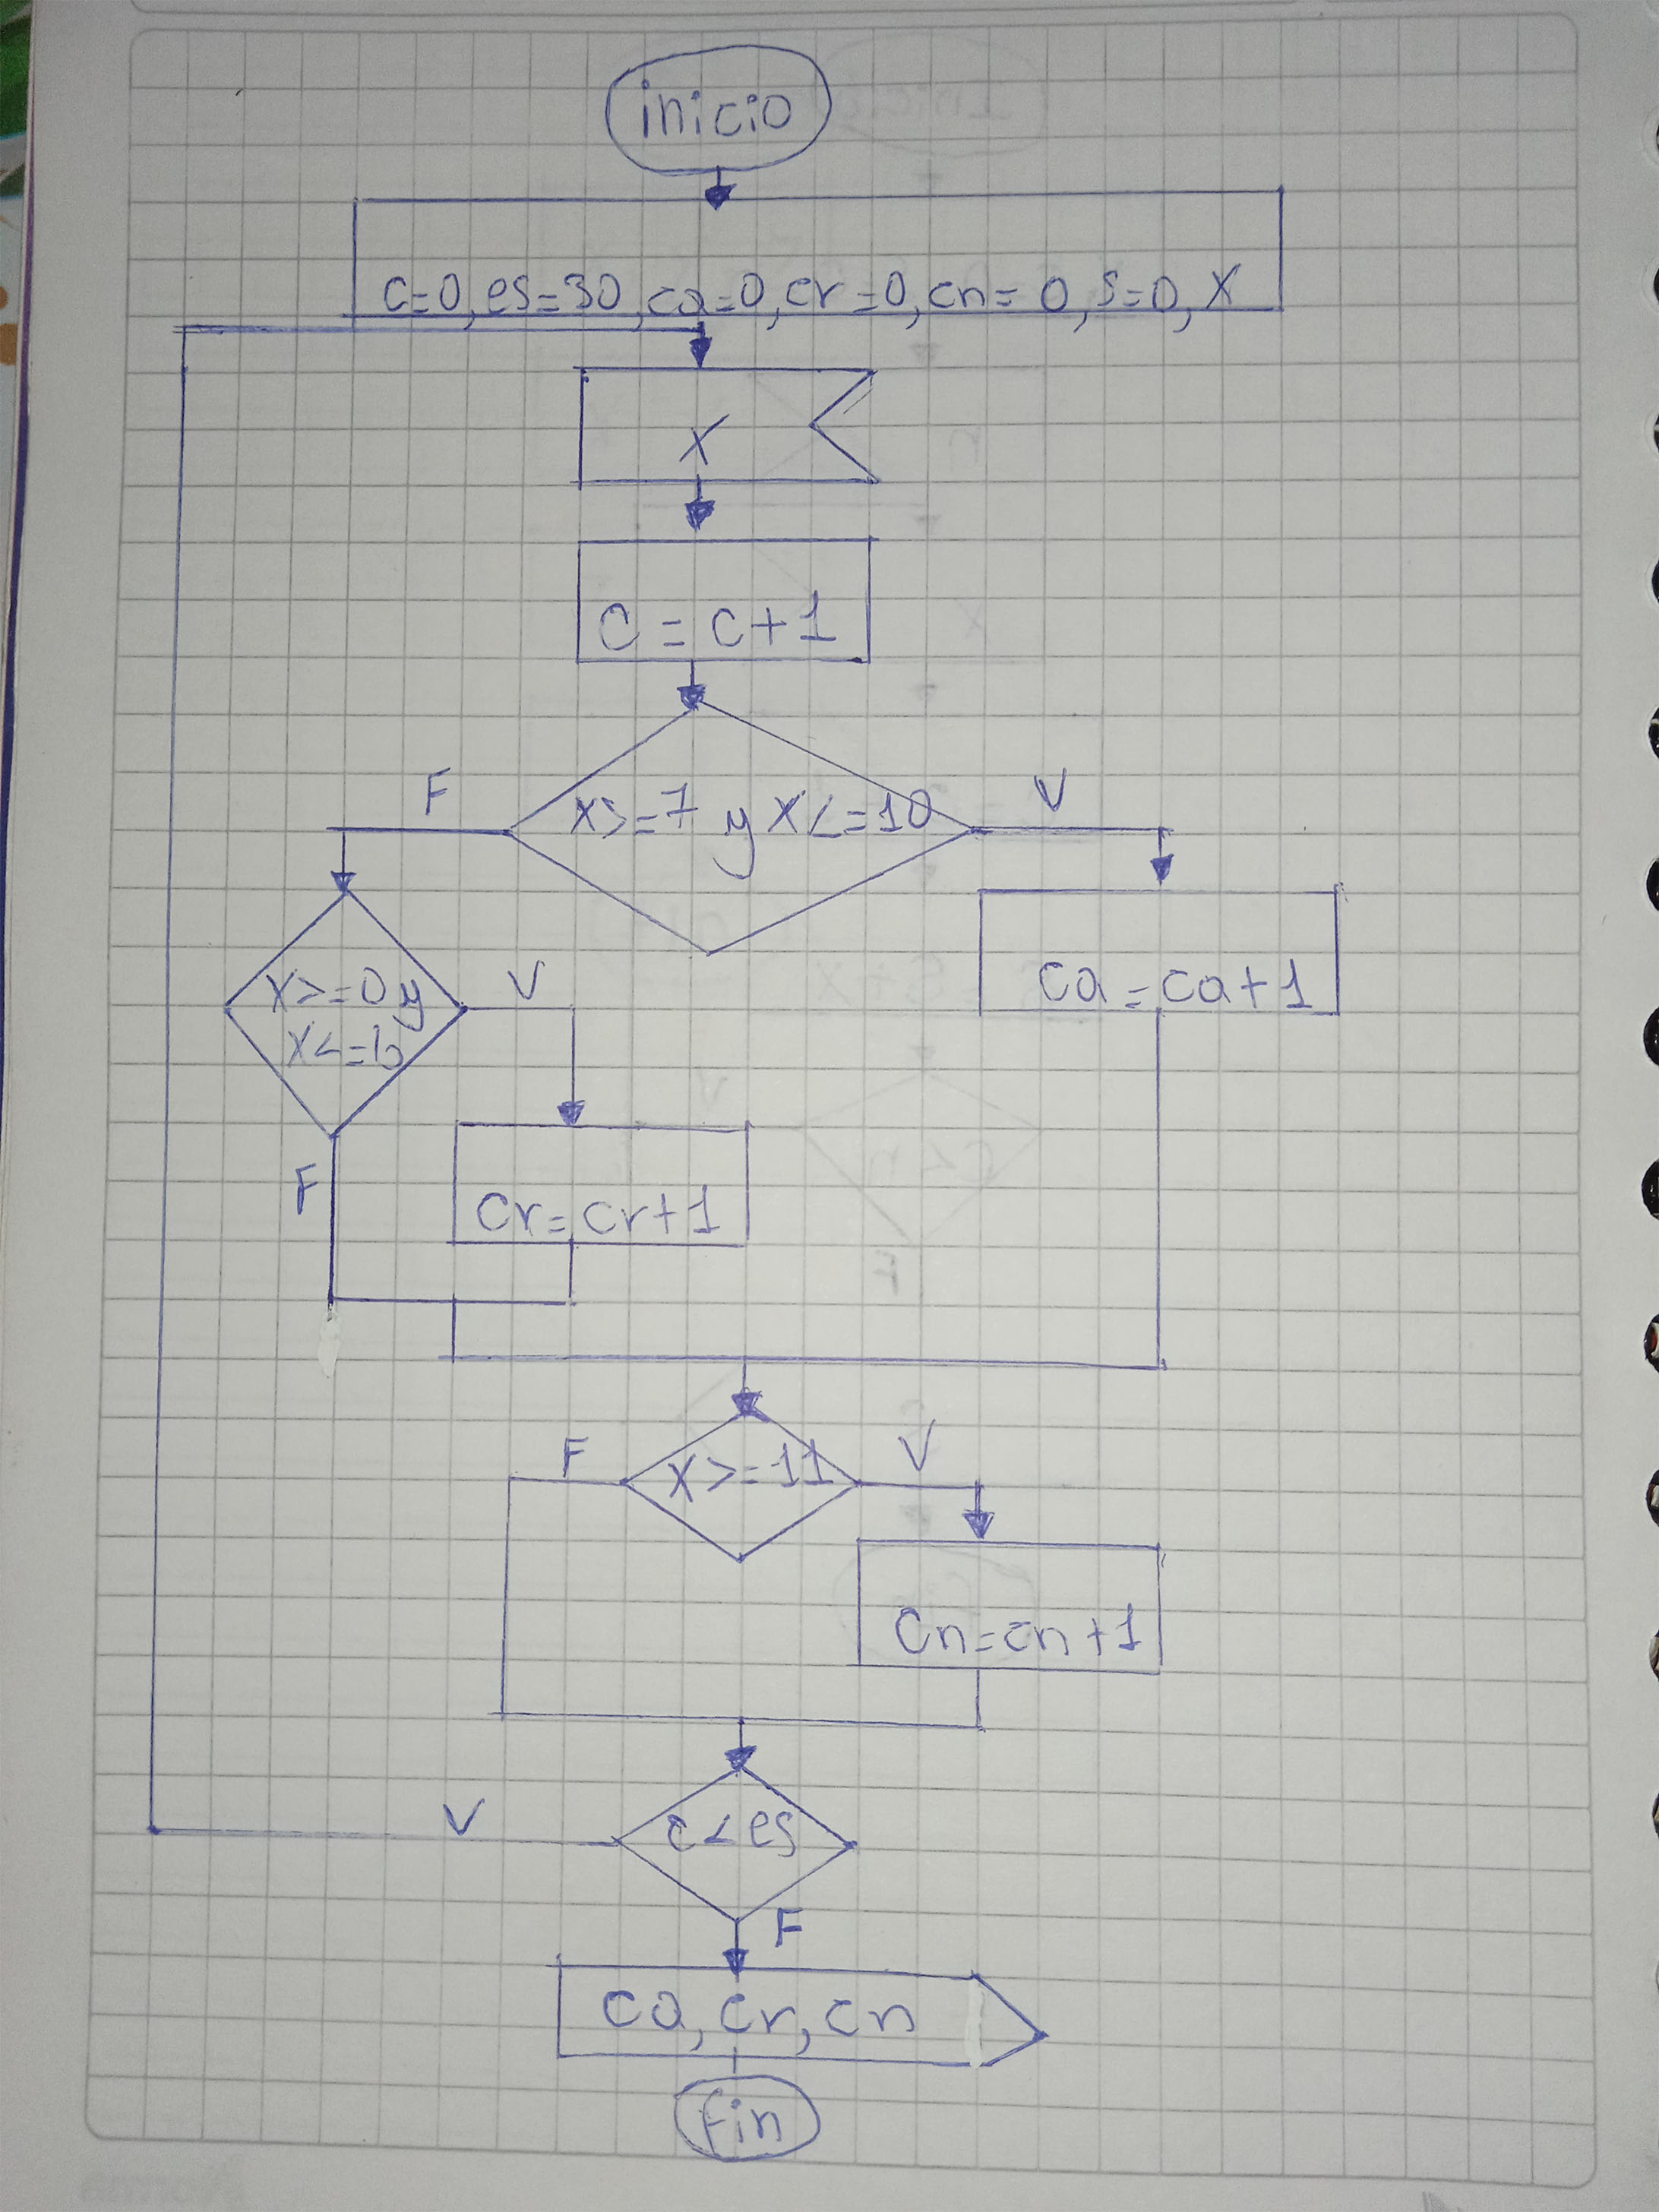 inicio
c=0, es=30, ca=0, cr=0, cn=0, s=0, X
X
C = C+1
F
X>=7 y X<=10
V
X>=0 y
X<=6
V
ca=ca+1
F
Cr=cr+1
F
X>=11
V
Cn=cn+1
V
c<es
F
ca, cr, cn
Fin